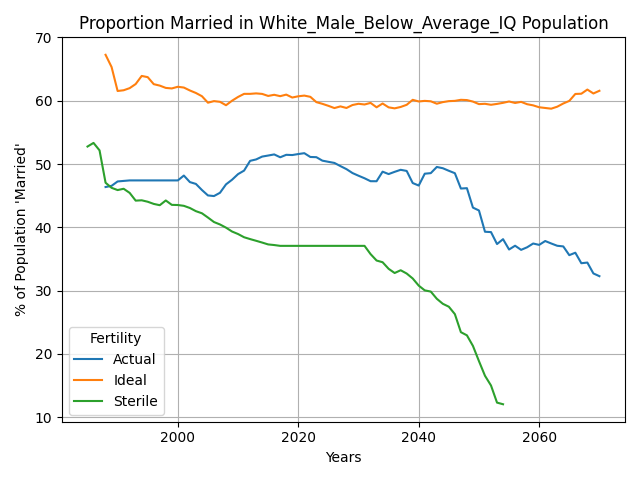 Proportion Married in White_Male_Below_Average_IQ Population
% of Population 'Married'
70
60
50
40
30
20
10
Fertility
Actual
Ideal
Sterile
2000 2020 2040 2060
Years